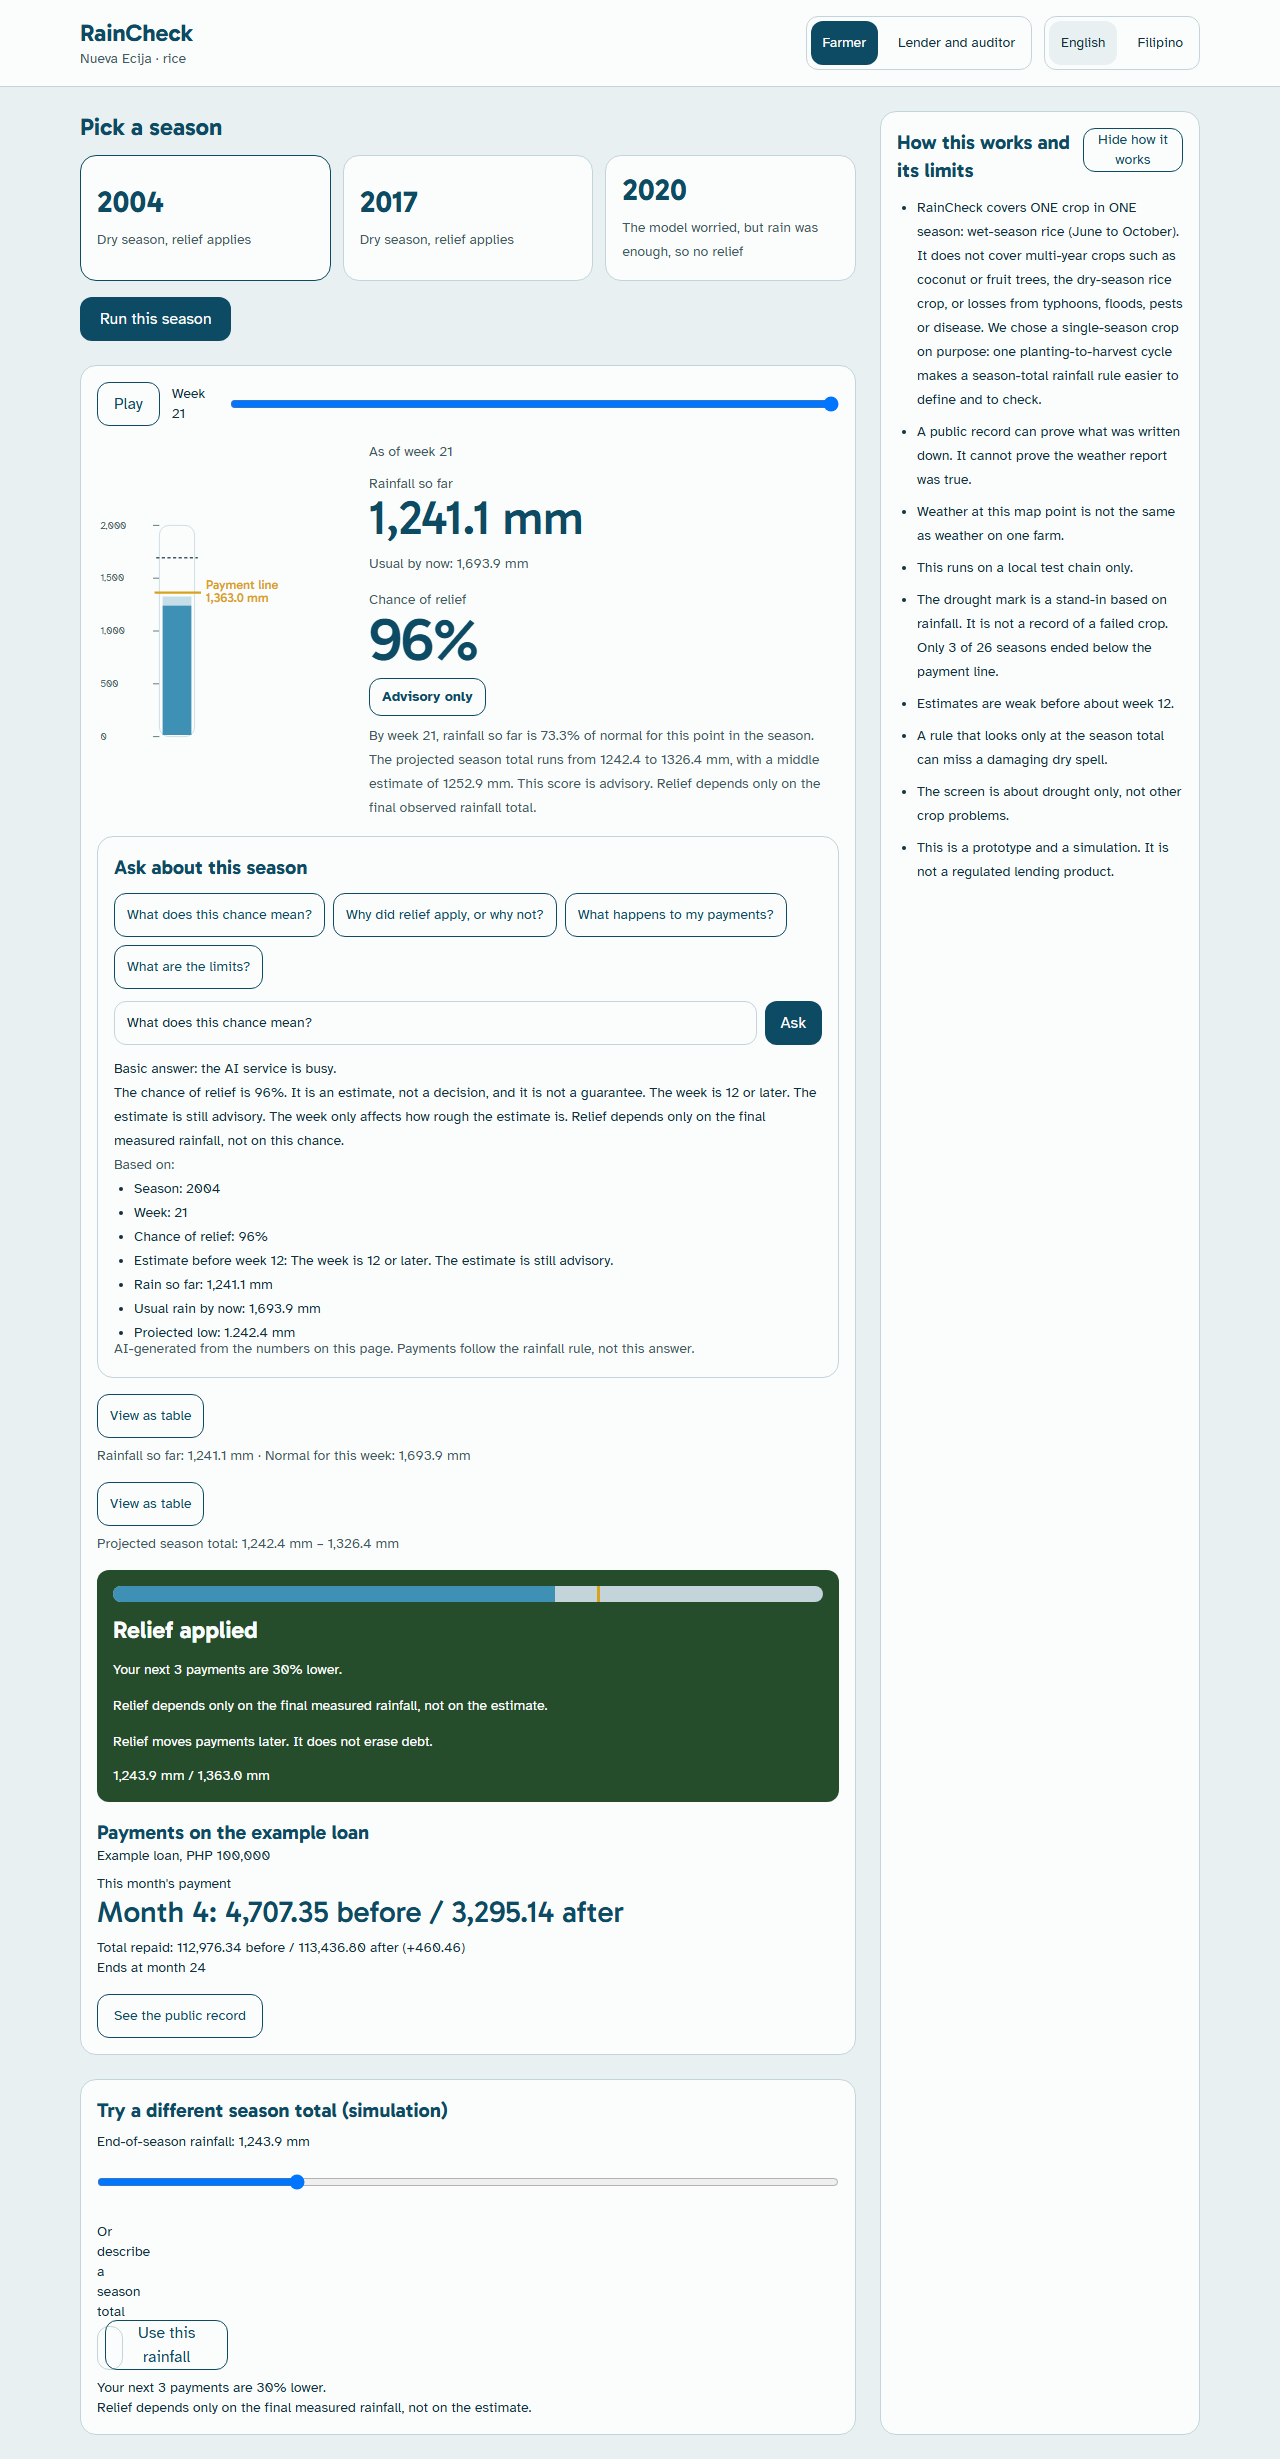 RainCheck
Nueva Ecija · rice
Farmer
Lender and auditor
English
Filipino
Pick a season
2004
Dry season, relief applies
2017
Dry season, relief applies
2020
The model worried, but rain was
enough, so no relief
Run this season
Play
Week
21
As of week 21
Rainfall so far
1,241.1 mm
Usual by now: 1,693.9 mm
Chance of relief
96%
Advisory only
By week 21, rainfall so far is 73.3% of normal for this point in the season.
The projected season total runs from 1242.4 to 1326.4 mm, with a middle
estimate of 1252.9 mm. This score is advisory. Relief depends only on the
final observed rainfall total.
2,000
1,500
1,000
500
0
Payment line
1,363.0 mm
Ask about this season
What does this chance mean?
Why did relief apply, or why not?
What happens to my payments?
What are the limits?
What does this chance mean?
Ask
Basic answer: the AI service is busy.
The chance of relief is 96%. It is an estimate, not a decision, and it is not a guarantee. The week is 12 or later. The
estimate is still advisory. The week only affects how rough the estimate is. Relief depends only on the final
measured rainfall, not on this chance.
Based on:
• Season: 2004
• Week: 21
• Chance of relief: 96%
• Estimate before week 12: The week is 12 or later. The estimate is still advisory.
• Rain so far: 1,241.1 mm
• Usual rain by now: 1,693.9 mm
• Projected low: 1,242.4 mm
AI-generated from the numbers on this page. Payments follow the rainfall rule, not this answer.
View as table
Rainfall so far: 1,241.1 mm · Normal for this week: 1,693.9 mm
View as table
Projected season total: 1,242.4 mm – 1,326.4 mm
Relief applied
Your next 3 payments are 30% lower.
Relief depends only on the final measured rainfall, not on the estimate.
Relief moves payments later. It does not erase debt.
1,243.9 mm / 1,363.0 mm
Payments on the example loan
Example loan, PHP 100,000
This month's payment
Month 4: 4,707.35 before / 3,295.14 after
Total repaid: 112,976.34 before / 113,436.80 after (+460.46)
Ends at month 24
See the public record
Try a different season total (simulation)
End-of-season rainfall: 1,243.9 mm
Or
describe
a
season
total
Use this
rainfall
Your next 3 payments are 30% lower.
Relief depends only on the final measured rainfall, not on the estimate.
How this works and
its limits
Hide how it
works
• RainCheck covers ONE crop in ONE
season: wet-season rice (June to October).
It does not cover multi-year crops such as
coconut or fruit trees, the dry-season rice
crop, or losses from typhoons, floods, pests
or disease. We chose a single-season crop
on purpose: one planting-to-harvest cycle
makes a season-total rainfall rule easier to
define and to check.
• A public record can prove what was written
down. It cannot prove the weather report
was true.
• Weather at this map point is not the same
as weather on one farm.
• This runs on a local test chain only.
• The drought mark is a stand-in based on
rainfall. It is not a record of a failed crop.
Only 3 of 26 seasons ended below the
payment line.
• Estimates are weak before about week 12.
• A rule that looks only at the season total
can miss a damaging dry spell.
• The screen is about drought only, not other
crop problems.
• This is a prototype and a simulation. It is
not a regulated lending product.